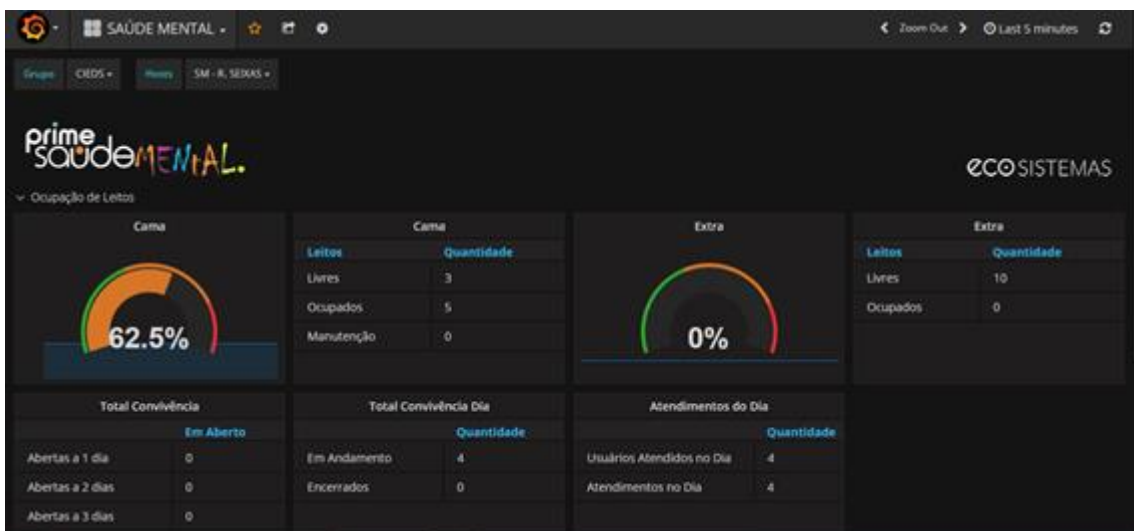 SAÚDE MENTAL
Zoom Out
Last 5 minutes
Grupo
CIEDS
Hosts
SM - R. SEIXAS
prime
saúdeMENtAL.
ecosistemas
Ocupação de Leitos
Cama
62.5%
Cama
Leitos Quantidade
Livres 3
Ocupados 5
Manutenção 0
Extra
0%
Extra
Leitos Quantidade
Livres 10
Ocupados 0
Total Convivência
Em Aberto
Abertas a 1 dia 0
Abertas a 2 dias 0
Abertas a 3 dias 0
Total Convivência Dia
Quantidade
Em Andamento 4
Encerrados 0
Atendimentos do Dia
Quantidade
Usuários Atendidos no Dia 4
Atendimentos no Dia 4